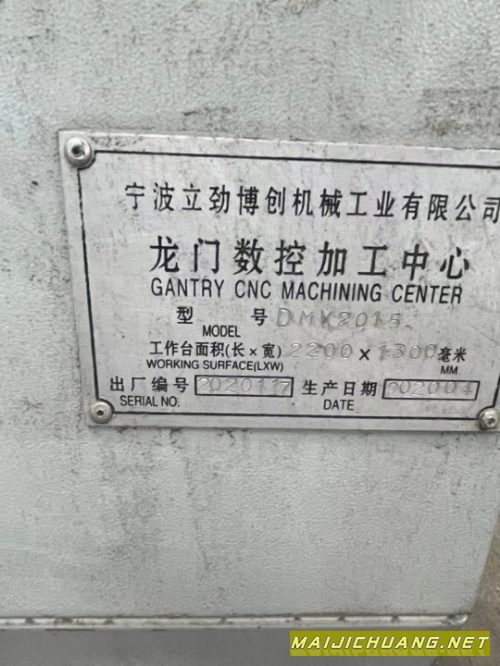 宁波立劲博创机械工业有限公司
龙门数控加工中心
GANTRY CNC MACHINING CENTER
型 号
MODEL
工作台面积(长×宽) 2200 × 1300 毫米
WORKING SURFACE(LXW) MM
出厂编号 2020117 生产日期
SERIAL NO. DATE
MAIJICHUANG.NET